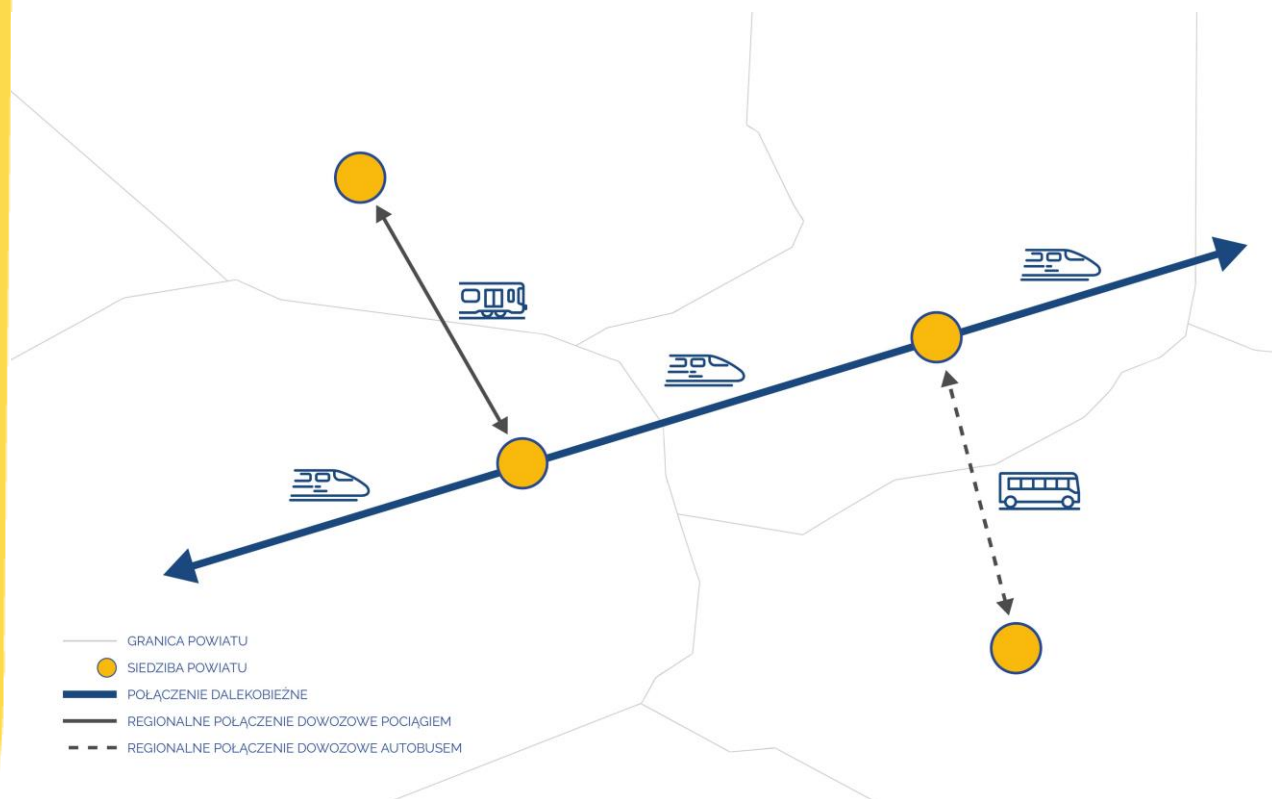 GRANICA POWIATU
SIEDZIBA POWIATU
POŁĄCZENIE DALEKOBIEŻNE
REGIONALNE POŁĄCZENIE DOWOZOWE POCIĄGIEM
REGIONALNE POŁĄCZENIE DOWOZOWE AUTOBUSEM